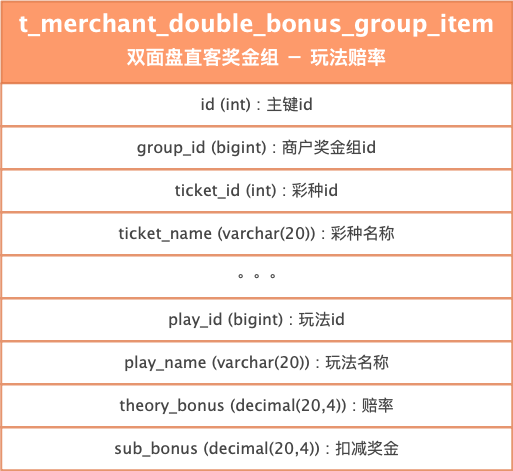 t_merchant_double_bonus_group_item
双面盘直客奖金组 － 玩法赔率
id (int)：主键id
group_id (bigint)：商户奖金组id
ticket_id (int)：彩种id
ticket_name (varchar(20))：彩种名称
。。。
play_id (bigint)：玩法id
play_name (varchar(20))：玩法名称
theory_bonus (decimal(20,4))：赔率
sub_bonus (decimal(20,4))：扣减奖金